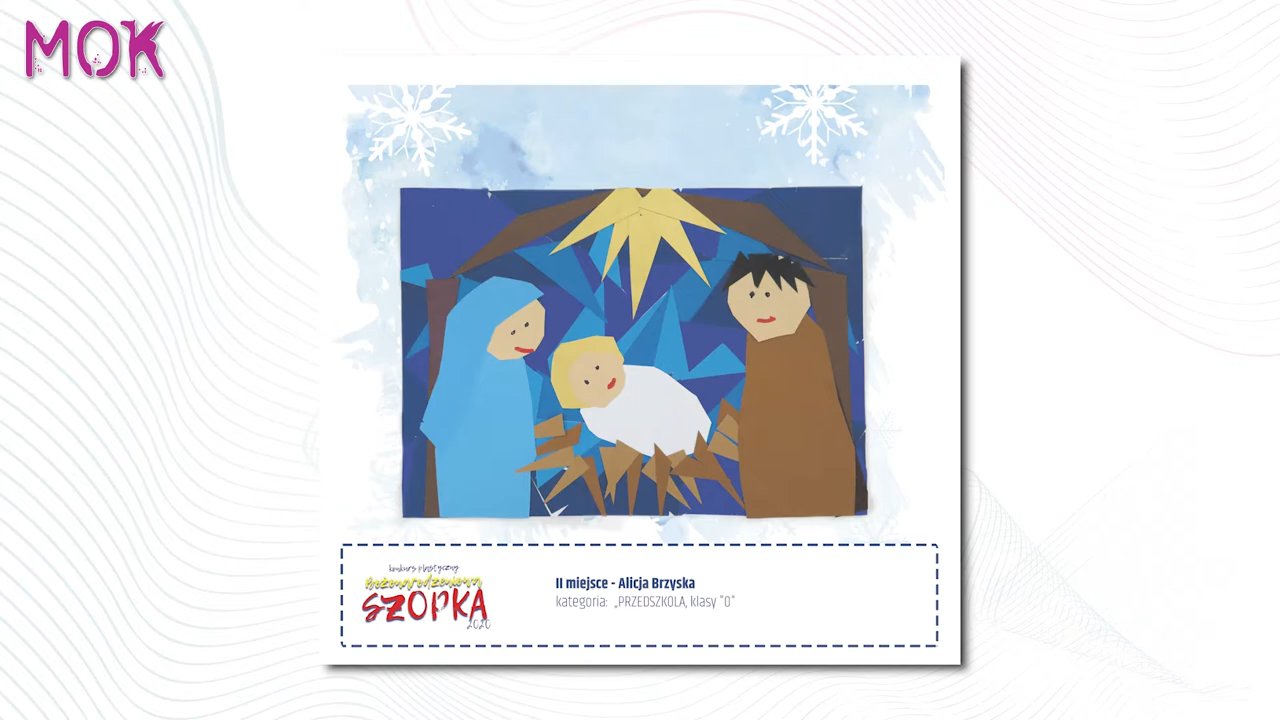 MOK
konkurs plastyczny
Bożonarodzeniowa
SZOPKA
2020
II miejsce - Alicja Brzyska
kategoria: „PRZEDSZKOLA, klasy "0"